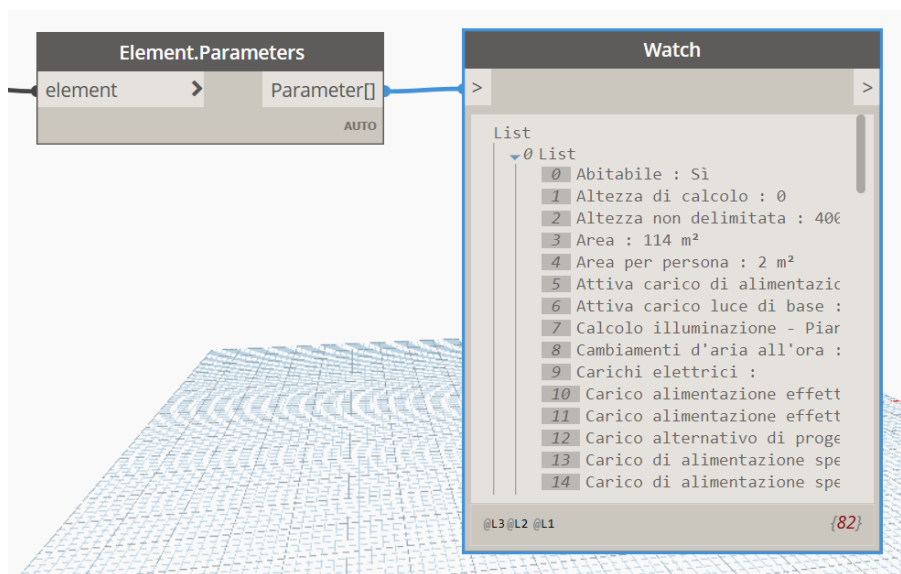 Element.Parameters
element > Parameter[]
AUTO
Watch
> >
List
0 List
0 Abitabile : Sì
1 Altezza di calcolo : 0
2 Altezza non delimitata : 400
3 Area : 114 m²
4 Area per persona : 2 m²
5 Attiva carico di alimentazio
6 Attiva carico luce di base :
7 Calcolo illuminazione - Pian
8 Cambiamenti d'aria all'ora :
9 Carichi elettrici :
10 Carico alimentazione effett
11 Carico alimentazione effett
12 Carico alternativo di proge
13 Carico di alimentazione spe
14 Carico di alimentazione spe
@L3 @L2 @L1 {82}